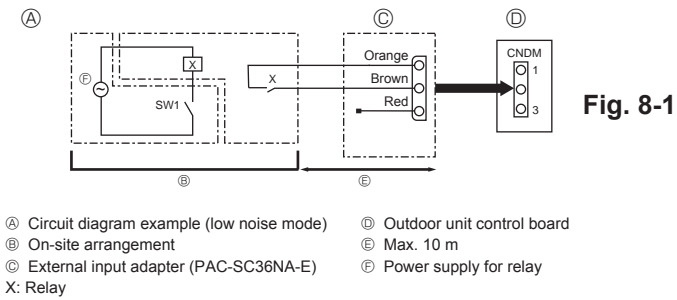 Ⓐ Ⓒ Ⓓ
Orange
Brown
Red
X
X
SW1
Ⓕ
~
CNDM
1
3
Fig. 8-1
Ⓑ Ⓔ
Ⓐ Circuit diagram example (low noise mode)
Ⓑ On-site arrangement
Ⓒ External input adapter (PAC-SC36NA-E)
X: Relay
Ⓓ Outdoor unit control board
Ⓔ Max. 10 m
Ⓕ Power supply for relay